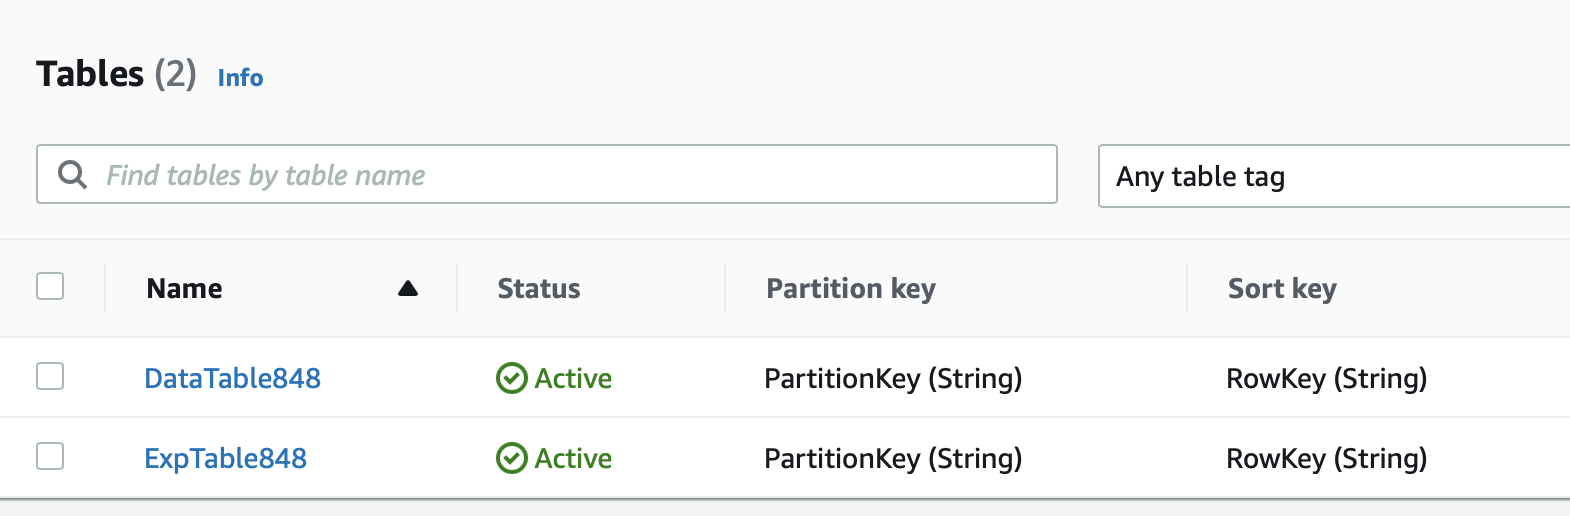 Tables (2) Info
Find tables by table name
Any table tag
Name Status Partition key Sort key
DataTable848 Active PartitionKey (String) RowKey (String)
ExpTable848 Active PartitionKey (String) RowKey (String)